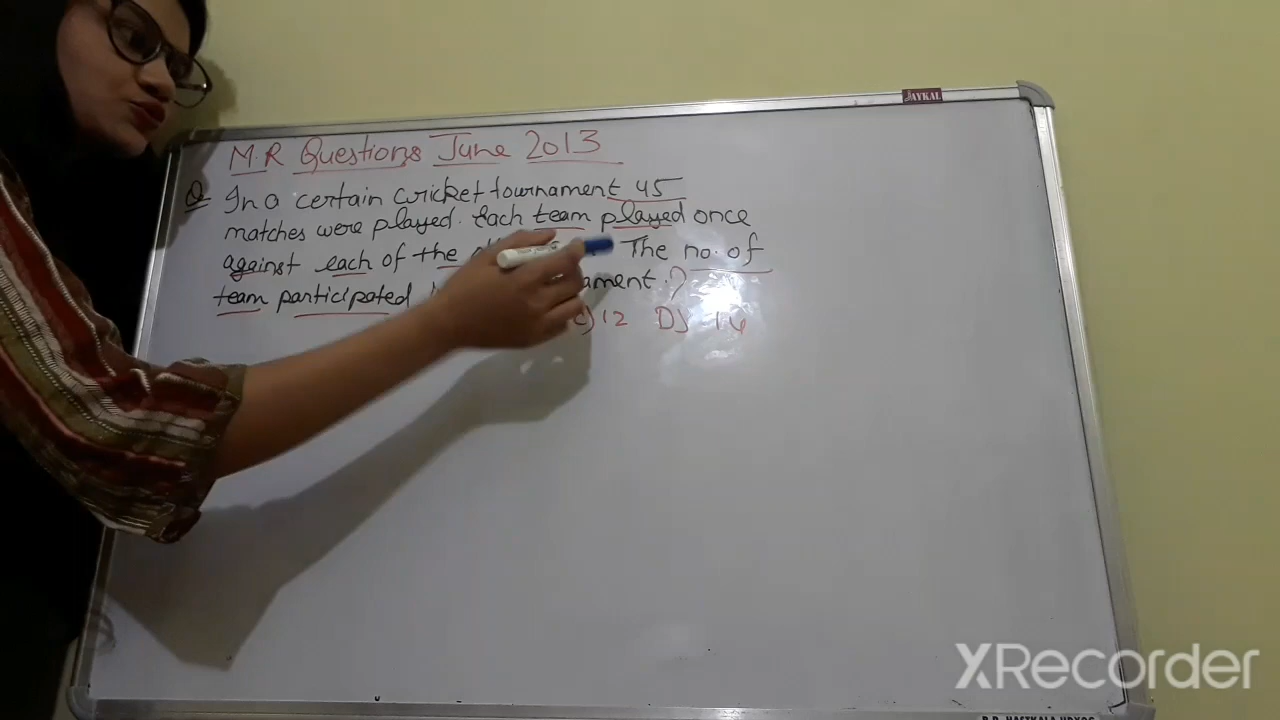 M.R Questions June 2013
Q In a certain cricket tournament 45
matches were played. Each team played once
against each of the The no. of
team participated ament.?
C) 12 D) 14
JAYKAL
XRecorder